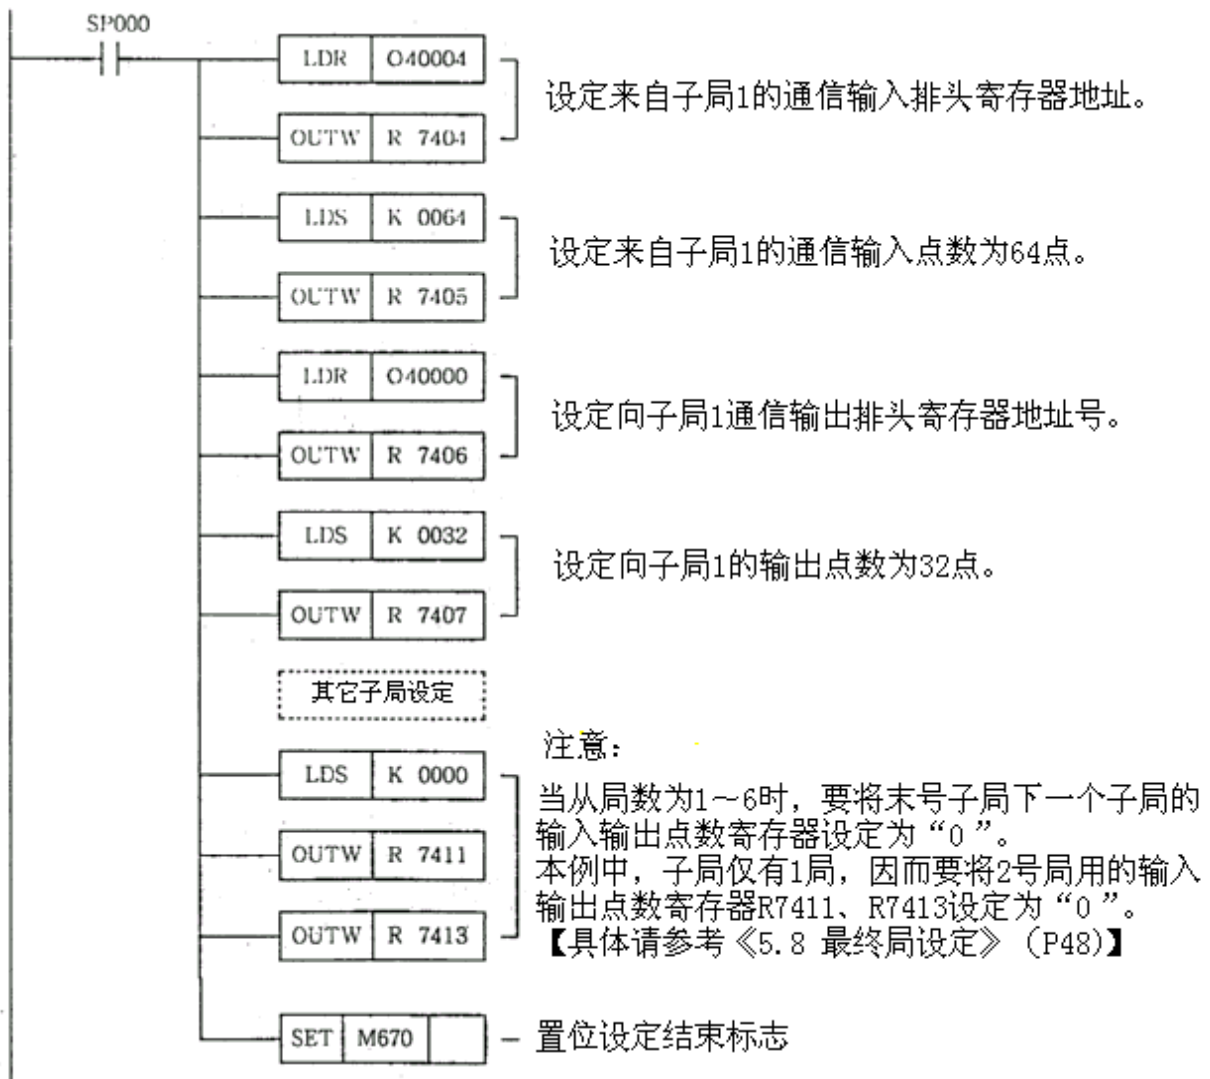 SP000
LDR O40004
设定来自子局1的通信输入排头寄存器地址。
OUTW R 7404
LDS K 0064
设定来自子局1的通信输入点数为64点。
OUTW R 7405
LDR O40000
设定向子局1通信输出排头寄存器地址号。
OUTW R 7406
LDS K 0032
设定向子局1的输出点数为32点。
OUTW R 7407
其它子局设定
LDS K 0000
OUTW R 7411
OUTW R 7413
注意:
当从局数为1～6时，要将末号子局下一个子局的
输入输出点数寄存器设定为“0”。
本例中，子局仅有1局，因而要将2号局用的输入
输出点数寄存器R7411、R7413设定为“0”。
【具体请参考《5.8 最终局设定》（P48)】
SET M670
置位设定结束标志